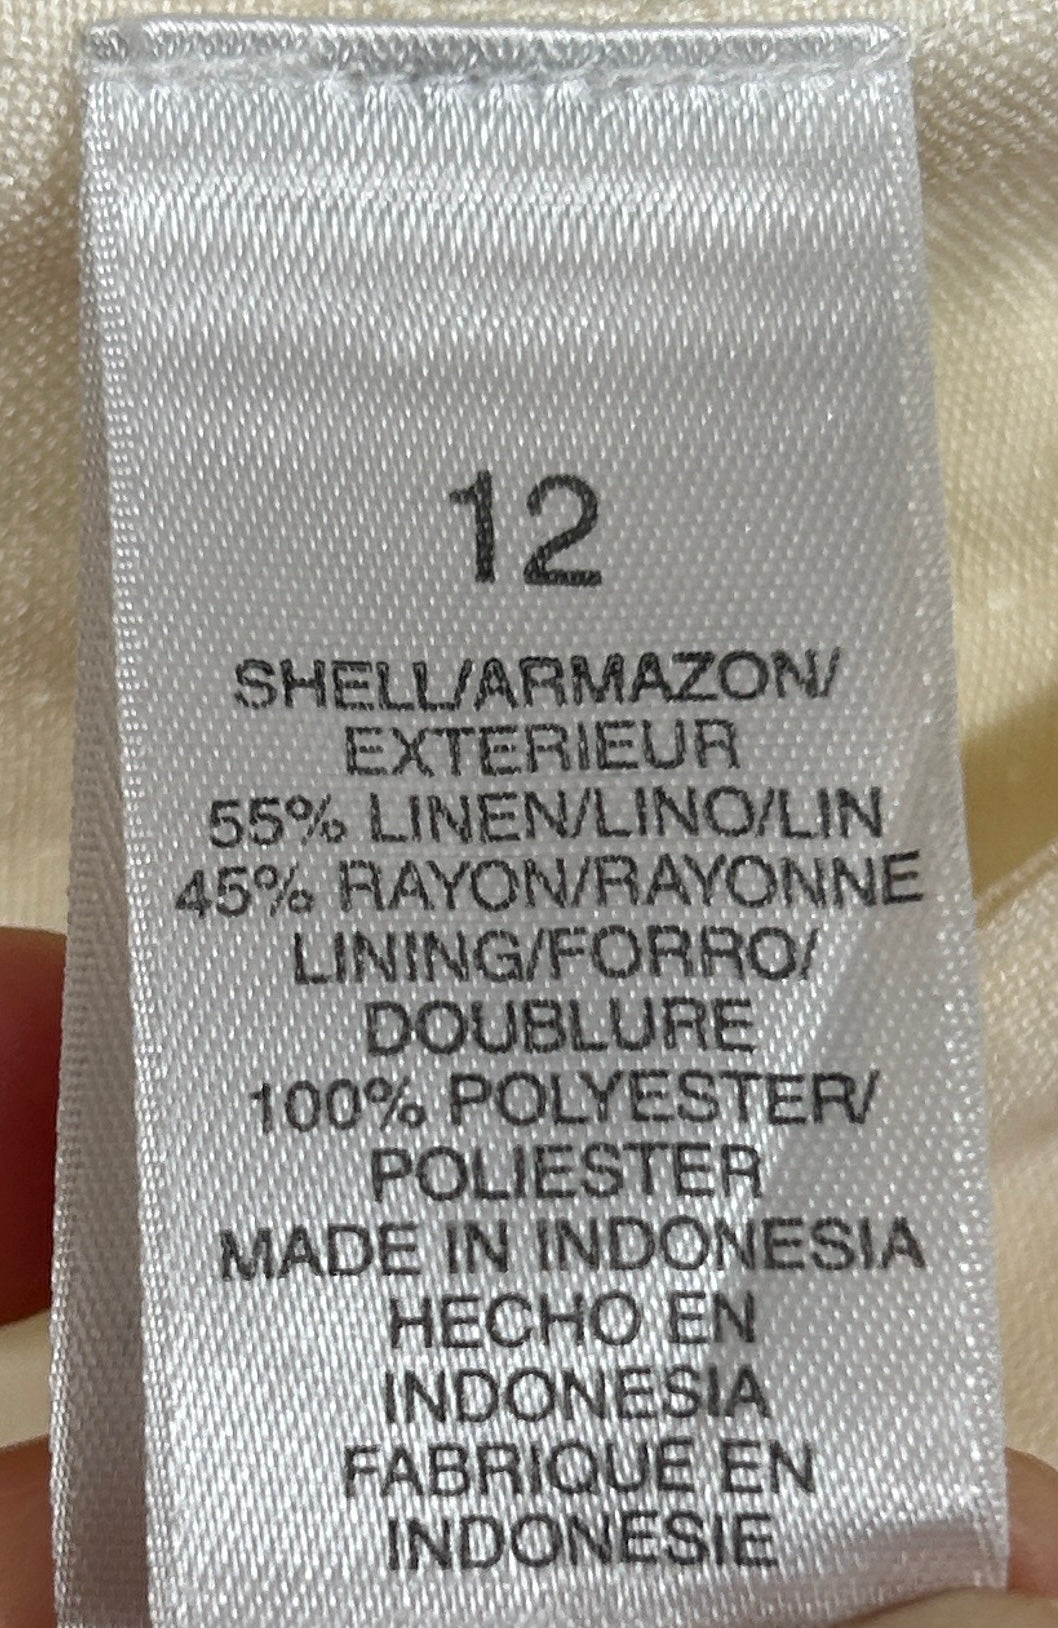 12
SHELL/ARMAZON/
EXTERIEUR
55% LINEN/LINO/LIN
45% RAYON/RAYONNE
LINING/FORRO/
DOUBLURE
100% POLYESTER/
POLIESTER
MADE IN INDONESIA
HECHO EN
INDONESIA
FABRIQUE EN
INDONESIE